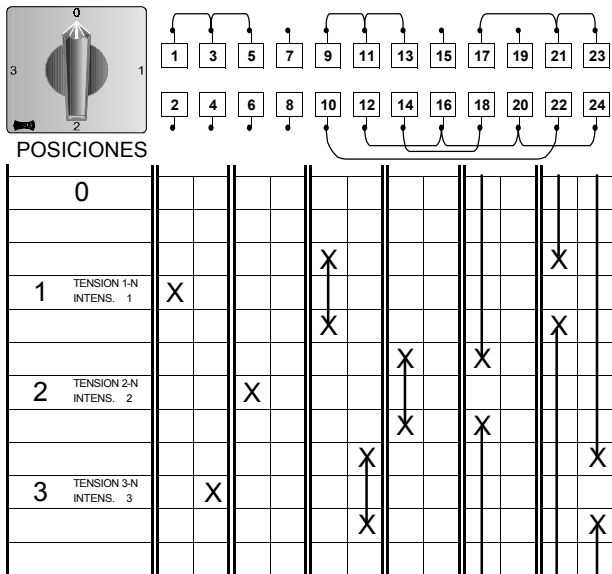 0
3 1
2
1 3 5 7 9 11 13 15 17 19 21 23
2 4 6 8 10 12 14 16 18 20 22 24
POSICIONES
0
X X
1 TENSION 1-N
INTENS. 1 X
X X
X X
2 TENSION 2-N
INTENS. 2 X
X X
X X
3 TENSION 3-N
INTENS. 3 X
X X